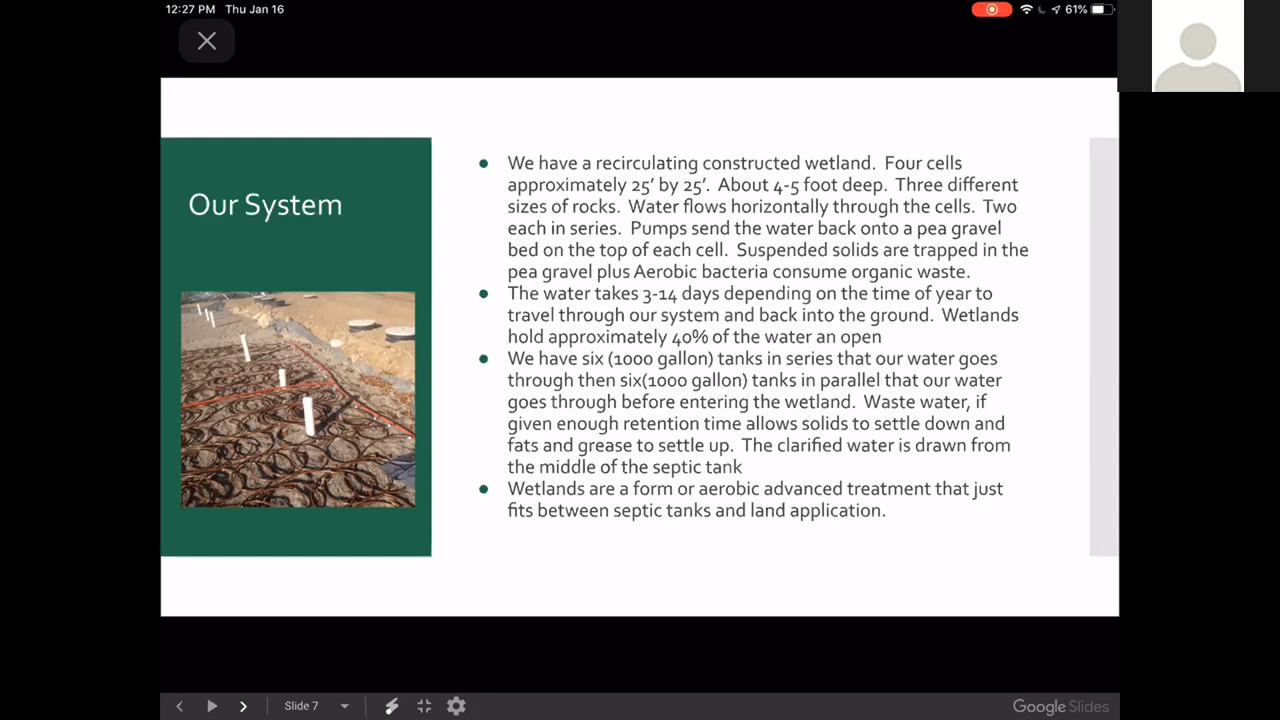 12:27 PM Thu Jan 16
61%
Our System
We have a recirculating constructed wetland. Four cells
approximately 25' by 25'. About 4-5 foot deep. Three different
sizes of rocks. Water flows horizontally through the cells. Two
each in series. Pumps send the water back onto a pea gravel
bed on the top of each cell. Suspended solids are trapped in the
pea gravel plus Aerobic bacteria consume organic waste.
The water takes 3-14 days depending on the time of year to
travel through our system and back into the ground. Wetlands
hold approximately 40% of the water an open
We have six (1000 gallon) tanks in series that our water goes
through then six(1000 gallon) tanks in parallel that our water
goes through before entering the wetland. Waste water, if
given enough retention time allows solids to settle down and
fats and grease to settle up. The clarified water is drawn from
the middle of the septic tank
Wetlands are a form or aerobic advanced treatment that just
fits between septic tanks and land application.
Slide 7
Google Slides